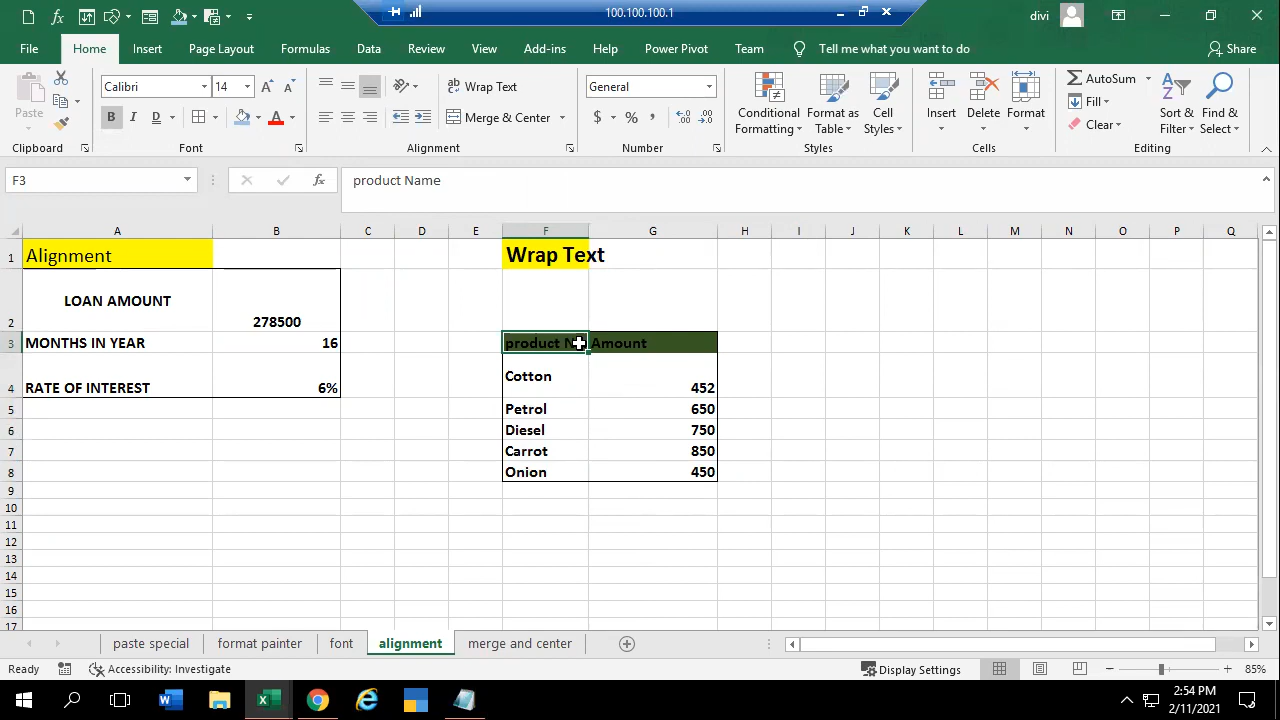 100.100.100.1
divi
File Home Insert Page Layout Formulas Data Review View Add-ins Help Power Pivot Team Tell me what you want to do Share
Paste
Calibri 14 A A
B I D A
Wrap Text
Merge & Center
General
$ % , .00
Conditional Formatting
Format as Table
Cell Styles
Insert Delete Format
AutoSum
Fill
Clear
Sort & Filter
Find & Select
Clipboard Font Alignment Number Styles Cells Editing
F3 fx product Name
A B C D E F G H I J K L M N O P Q
1 Alignment Wrap Text
2 LOAN AMOUNT 278500
3 MONTHS IN YEAR 16 product N Amount
4 RATE OF INTEREST 6% Cotton 452
5 Petrol 650
6 Diesel 750
7 Carrot 850
8 Onion 450
9
10
11
12
13
14
15
16
17
paste special format painter font alignment merge and center
Ready Accessibility: Investigate Display Settings 85%
2:54 PM
2/11/2021